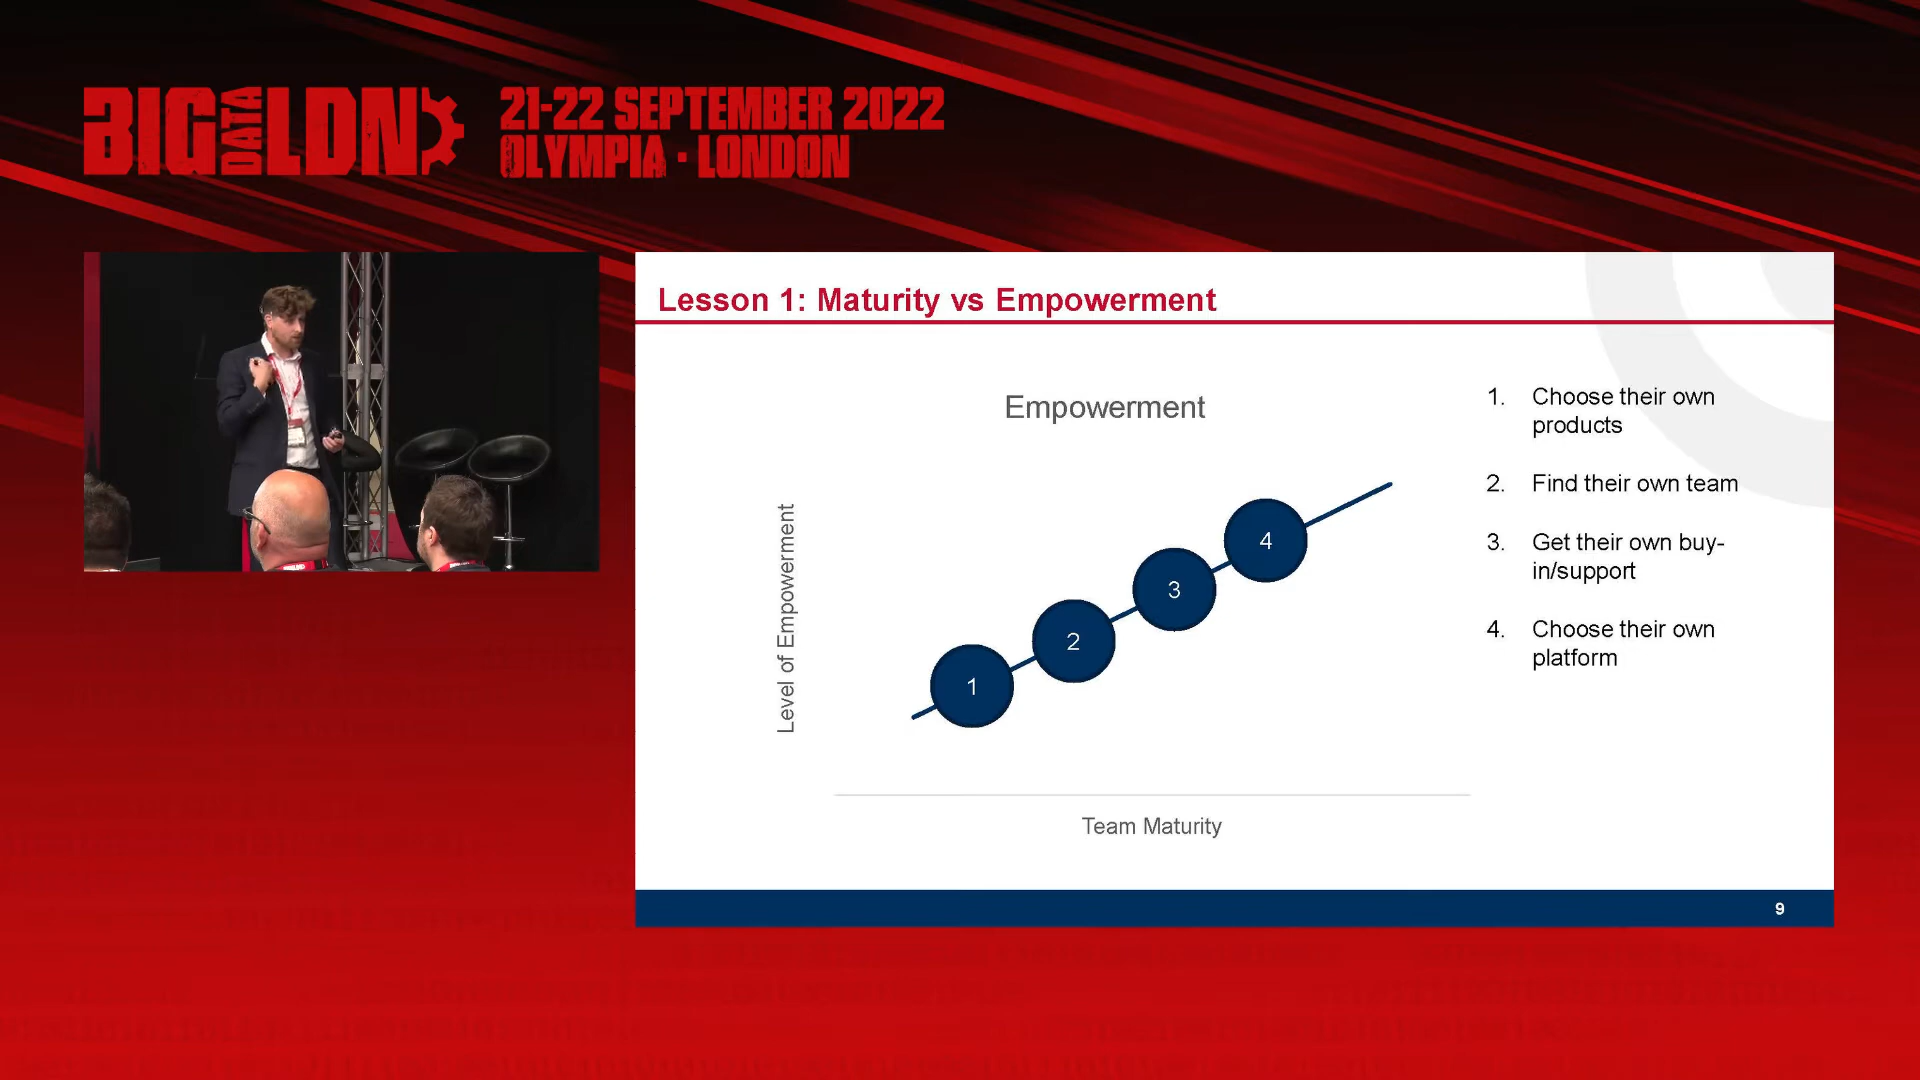 BIG DATA LDN
21-22 SEPTEMBER 2022
OLYMPIA · LONDON
Lesson 1: Maturity vs Empowerment
Empowerment
Level of Empowerment
1
2
3
4
Team Maturity
1. Choose their own
products
2. Find their own team
3. Get their own buy-
in/support
4. Choose their own
platform
9